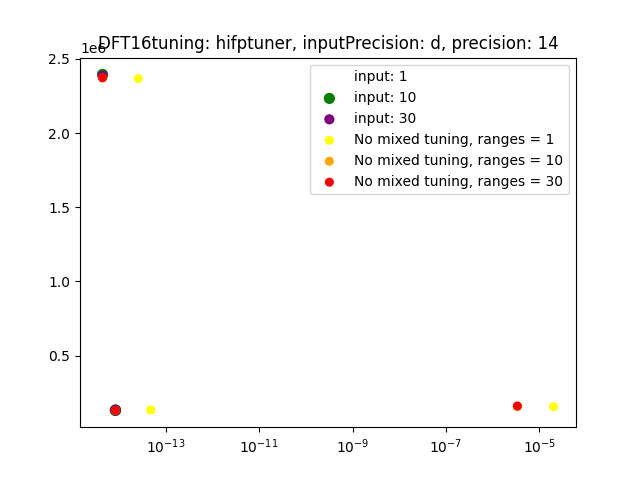 DFT16tuning: hifptuner, inputPrecision: d, precision: 14
1e6
2.5
2.0
1.5
1.0
0.5
input: 1
input: 10
input: 30
No mixed tuning, ranges = 1
No mixed tuning, ranges = 10
No mixed tuning, ranges = 30
10⁻¹³ 10⁻¹¹ 10⁻⁹ 10⁻⁷ 10⁻⁵